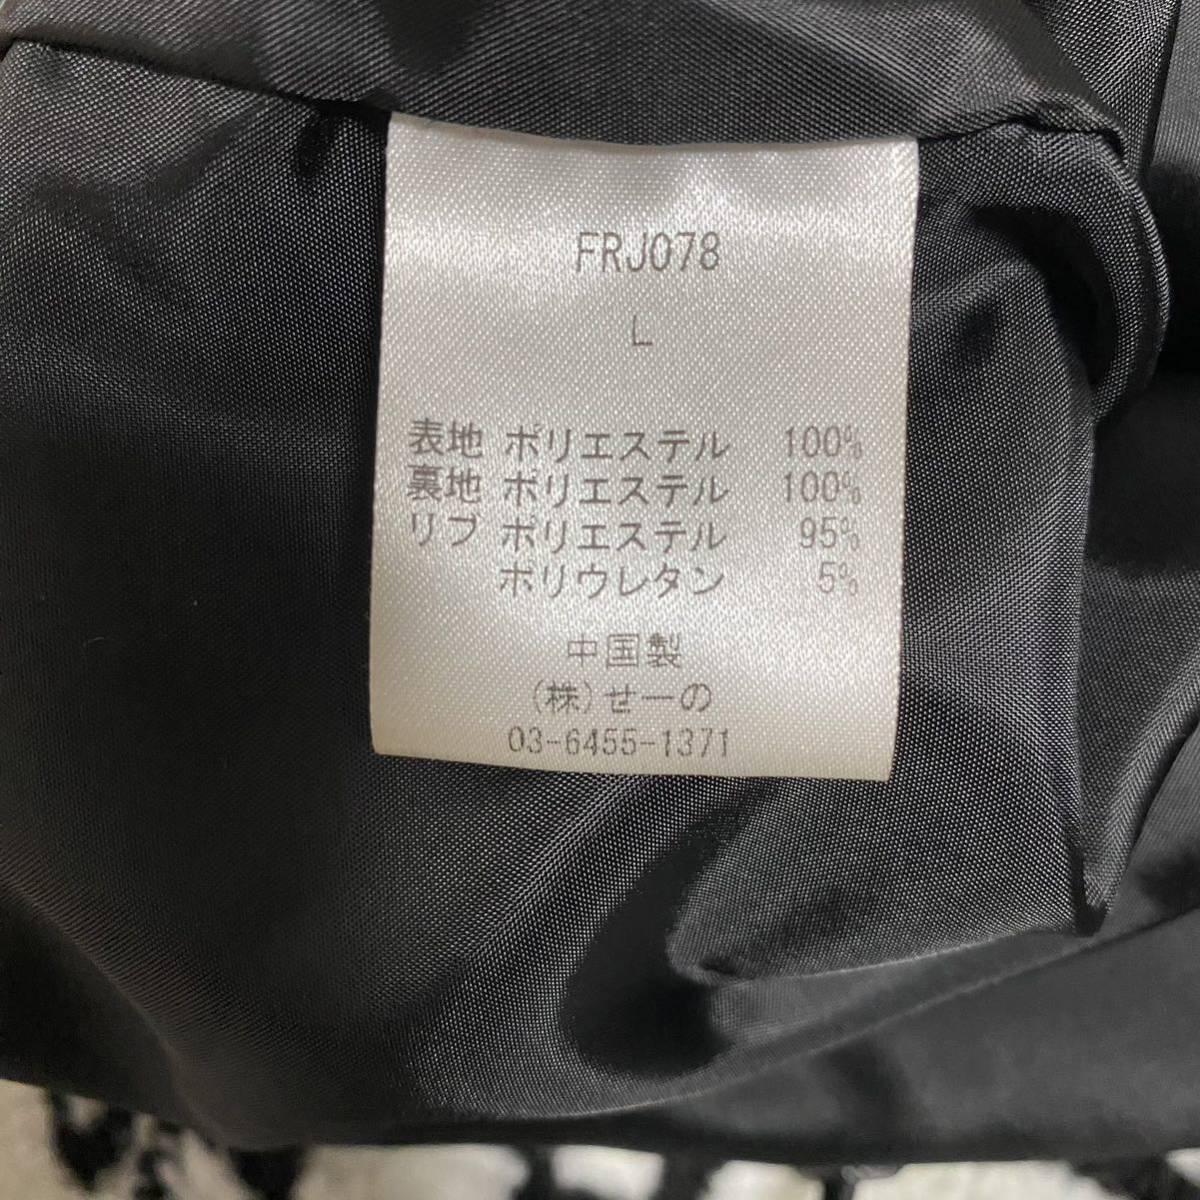 FRJ078
L
表地 ポリエステル 100%
裏地 ポリエステル 100%
リブ ポリエステル 95%
ポリウレタン 5%
中国製
(株)せーの
03-6455-1371